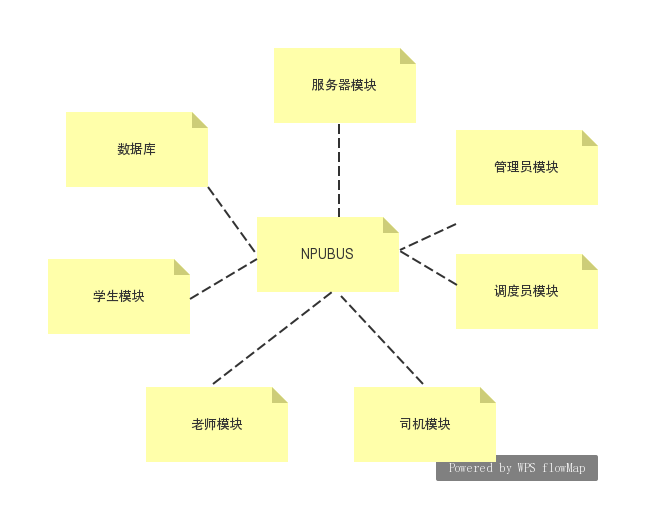 服务器模块
数据库
管理员模块
NPUBUS
学生模块
调度员模块
老师模块
司机模块
Powered by WPS flowMap